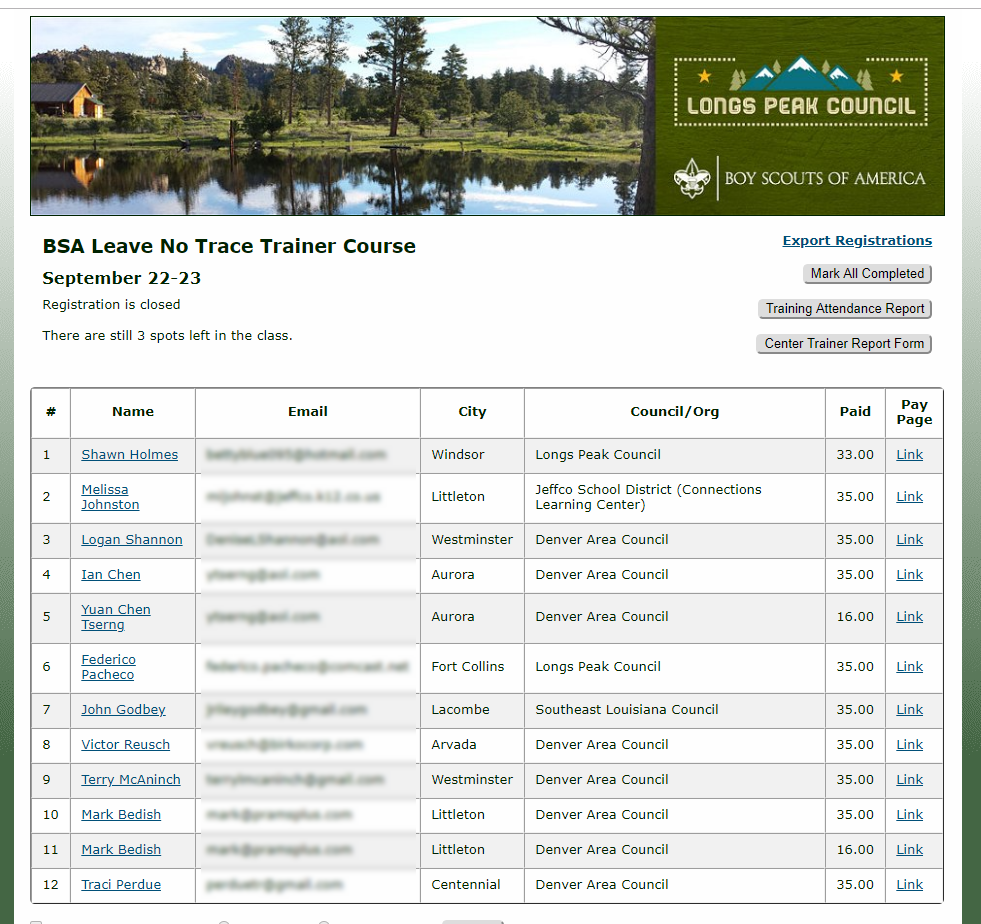 LONGS PEAK COUNCIL
BOY SCOUTS OF AMERICA
BSA Leave No Trace Trainer Course
Export Registrations
September 22-23
Mark All Completed
Registration is closed
Training Attendance Report
There are still 3 spots left in the class.
Center Trainer Report Form
# Name Email City Council/Org Paid Pay Page
1 Shawn Holmes Windsor Longs Peak Council 33.00 Link
2 Melissa Johnston Littleton Jeffco School District (Connections Learning Center) 35.00 Link
3 Logan Shannon Westminster Denver Area Council 35.00 Link
4 Ian Chen Aurora Denver Area Council 35.00 Link
5 Yuan Chen Tserng Aurora Denver Area Council 16.00 Link
6 Federico Pacheco Fort Collins Longs Peak Council 35.00 Link
7 John Godbey Lacombe Southeast Louisiana Council 35.00 Link
8 Victor Reusch Arvada Denver Area Council 35.00 Link
9 Terry McAninch Westminster Denver Area Council 35.00 Link
10 Mark Bedish Littleton Denver Area Council 35.00 Link
11 Mark Bedish Littleton Denver Area Council 16.00 Link
12 Traci Perdue Centennial Denver Area Council 35.00 Link